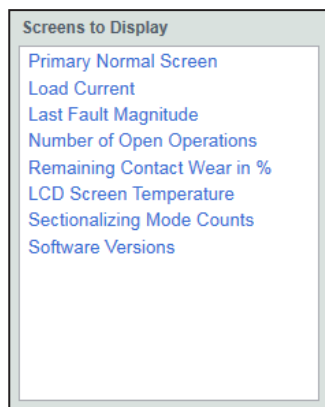 Screens to Display
Primary Normal Screen
Load Current
Last Fault Magnitude
Number of Open Operations
Remaining Contact Wear in %
LCD Screen Temperature
Sectionalizing Mode Counts
Software Versions